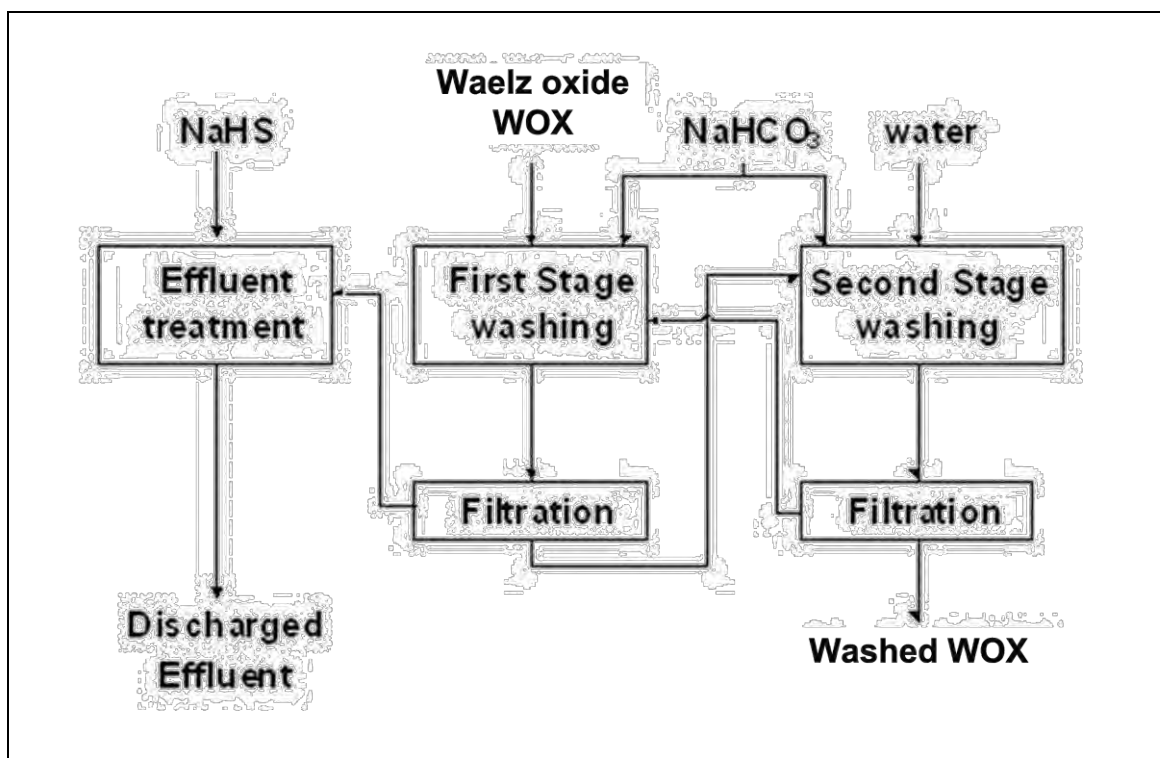 Waelz oxide
WOX
NaHS
NaHCO₃
water
Effluent
treatment
First Stage
washing
Second Stage
washing
Filtration
Filtration
Discharged
Effluent
Washed WOX